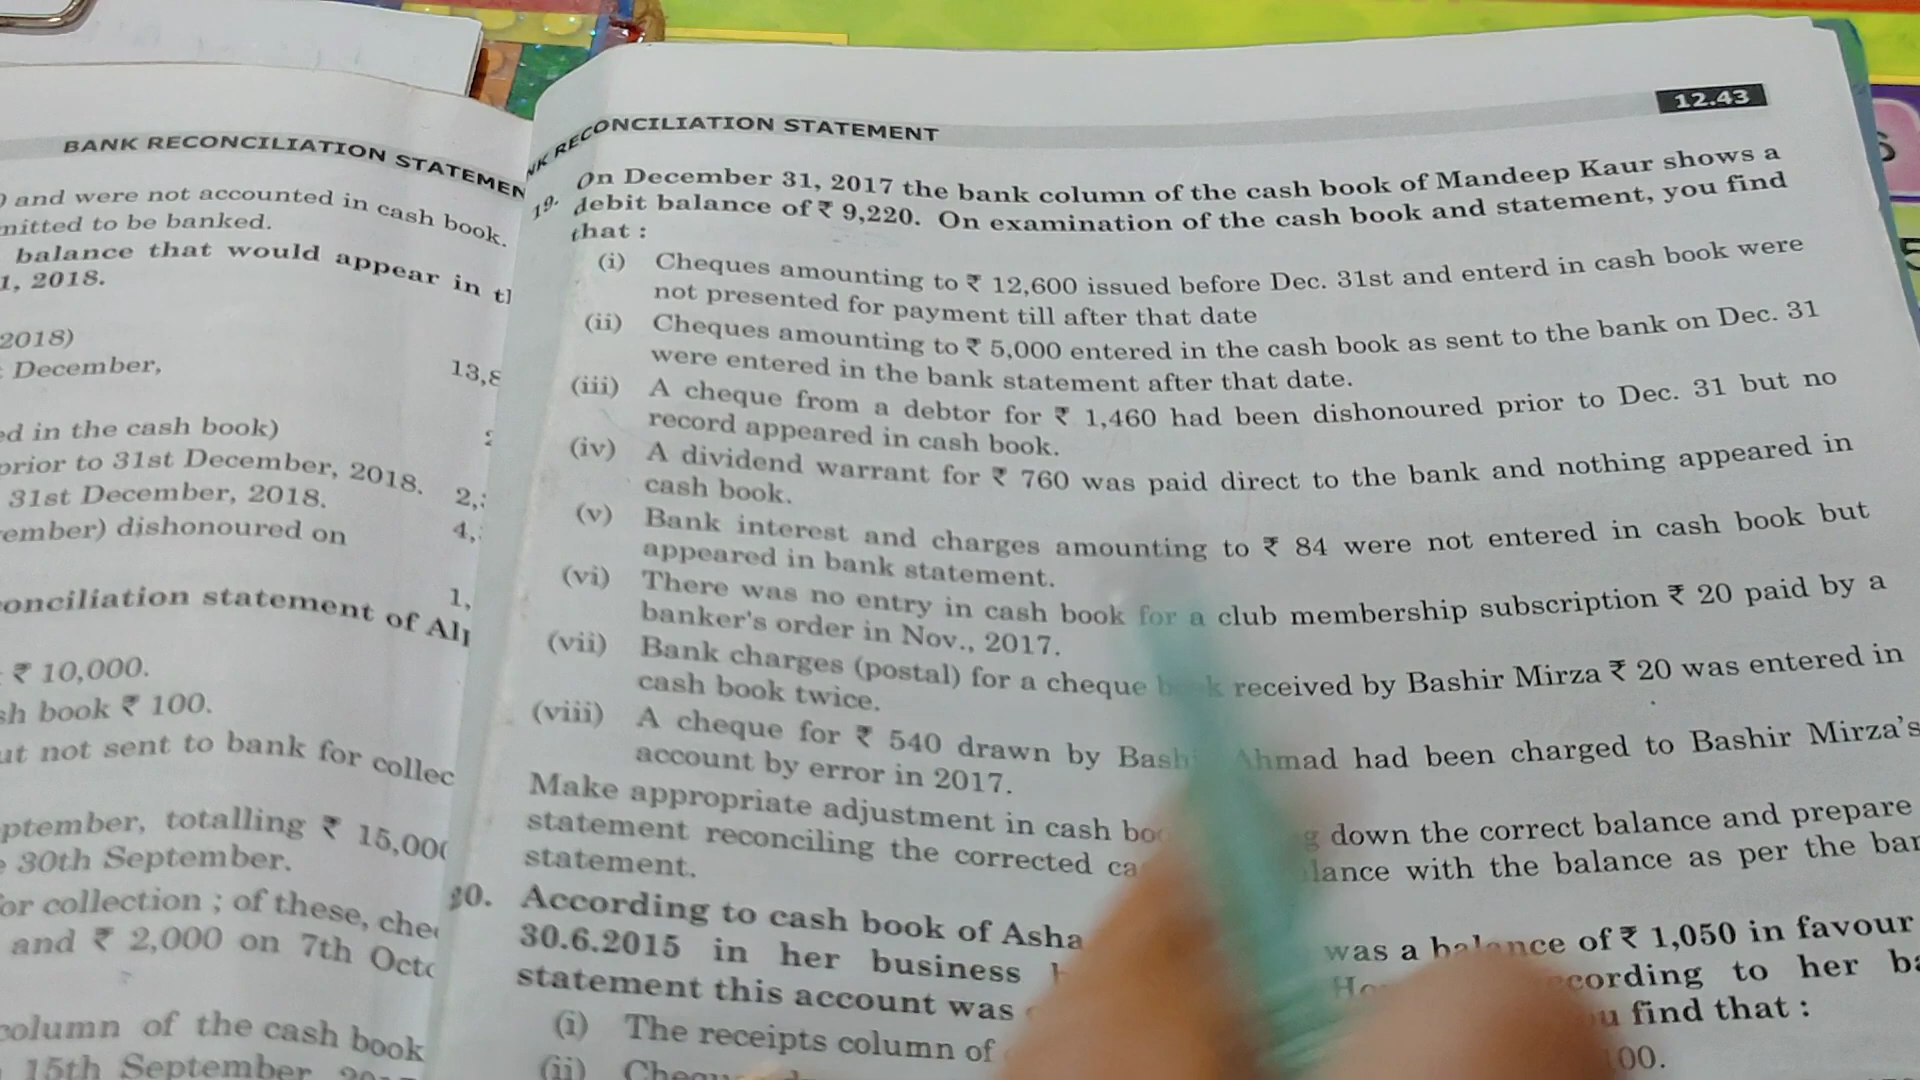 BANK RECONCILIATION STATEMEN
and were not accounted in cash book.
mitted to be banked.
balance that would appear in
1, 2018.
2018)
December,
13,8
ed in the cash book)
prior to 31st December, 2018.
31st December, 2018.
2,
ember) dishonoured on
4,
1,
onciliation statement of
₹ 10,000.
sh book ₹ 100.
ut not sent to bank for collec
ptember, totalling ₹ 15,00
30th September.
or collection ; of these, che
and ₹ 2,000 on 7th Octo
column of the cash book
15th September
NK RECONCILIATION STATEMENT
12.43
19. On December 31, 2017 the bank column of the cash book of Mandeep Kaur shows a
debit balance of ₹ 9,220. On examination of the cash book and statement, you find
that :
(i) Cheques amounting to ₹ 12,600 issued before Dec. 31st and enterd in cash book were
not presented for payment till after that date
(ii) Cheques amounting to ₹ 5,000 entered in the cash book as sent to the bank on Dec. 31
were entered in the bank statement after that date.
(iii) A cheque from a debtor for ₹ 1,460 had been dishonoured prior to Dec. 31 but no
record appeared in cash book.
(iv) A dividend warrant for ₹ 760 was paid direct to the bank and nothing appeared in
cash book.
(v) Bank interest and charges amounting to ₹ 84 were not entered in cash book but
appeared in bank statement.
(vi) There was no entry in cash book for a club membership subscription ₹ 20 paid by a
banker's order in Nov., 2017.
(vii) Bank charges (postal) for a cheque book received by Bashir Mirza ₹ 20 was entered in
cash book twice.
(viii) A cheque for ₹ 540 drawn by Bash Ahmad had been charged to Bashir Mirza's
account by error in 2017.
Make appropriate adjustment in cash bo g down the correct balance and prepare
statement reconciling the corrected ca lance with the balance as per the ban
statement.
20. According to cash book of Asha was a balance of ₹ 1,050 in favour
30.6.2015 in her business cording to her ba
statement this account was u find that :
(i) The receipts column of 00.
(ii)